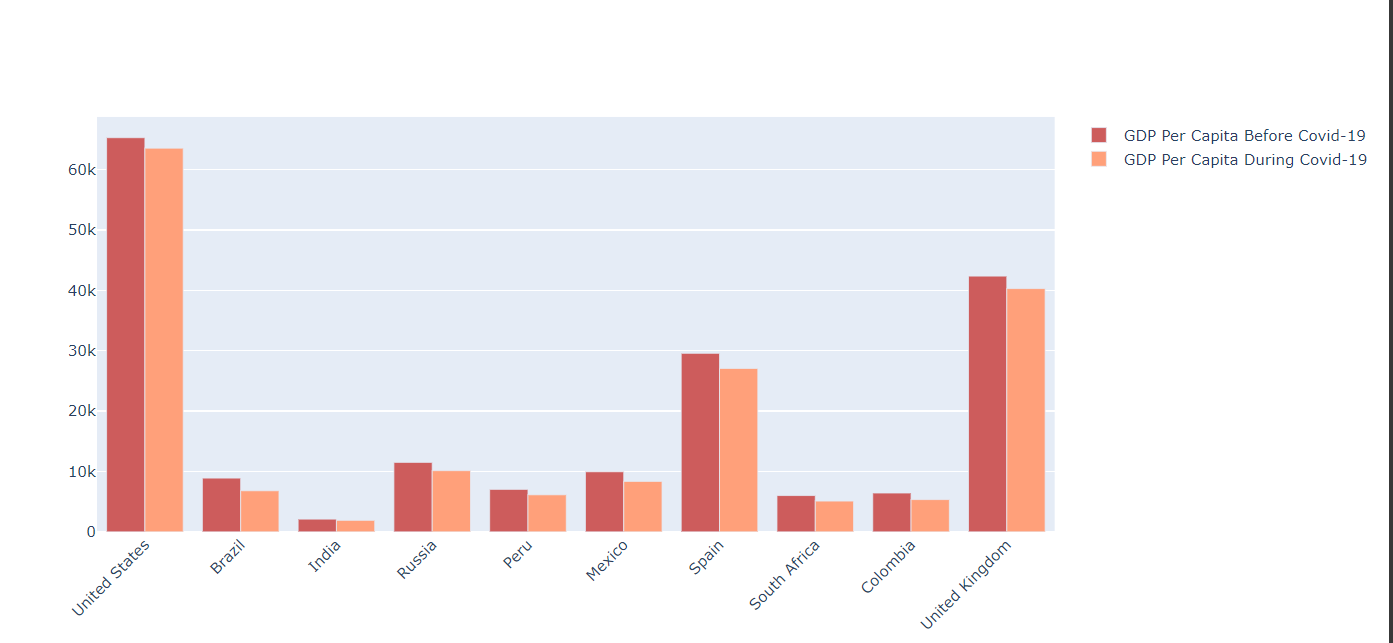 GDP Per Capita Before Covid-19
GDP Per Capita During Covid-19
60k
50k
40k
30k
20k
10k
0
United States
Brazil
India
Russia
Peru
Mexico
Spain
South Africa
Colombia
United Kingdom